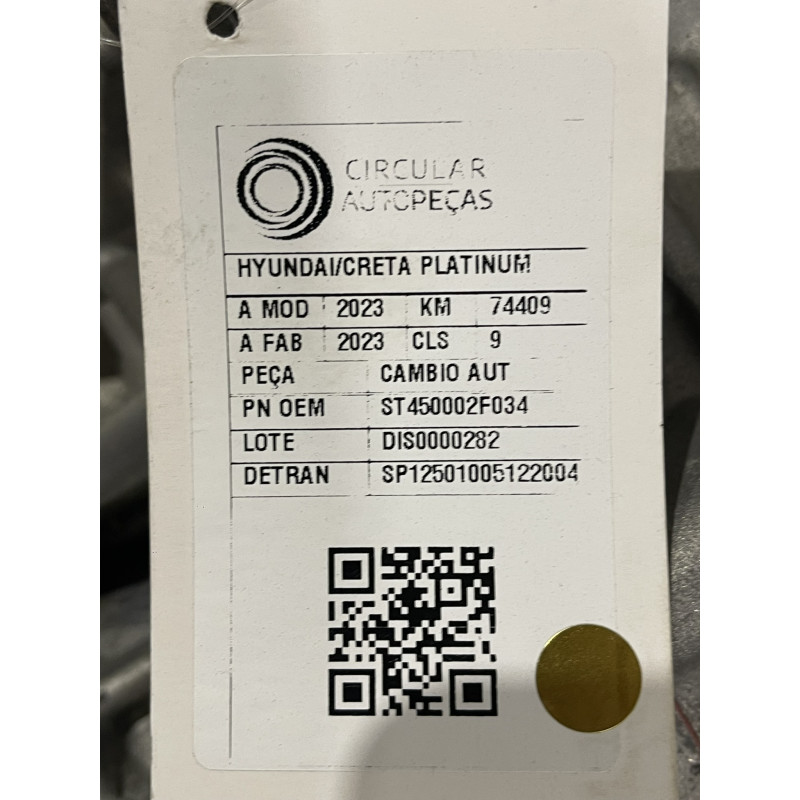 CIRCULAR
AUTOPEÇAS
HYUNDAI/CRETA PLATINUM
A MOD 2023 KM 74409
A FAB 2023 CLS 9
PEÇA CAMBIO AUT
PN OEM ST450002F034
LOTE DIS0000282
DETRAN SP12501005122004